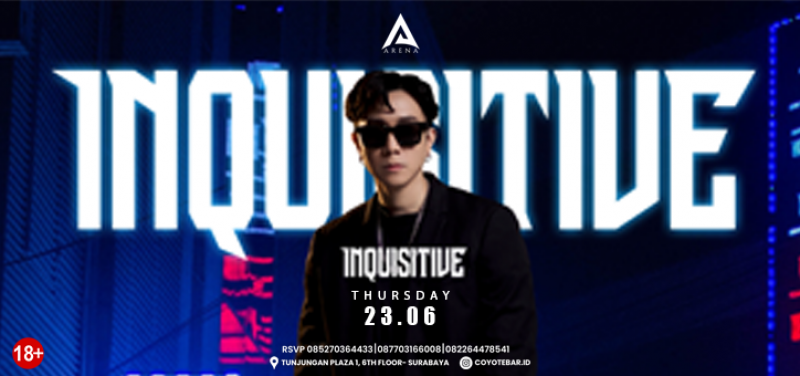 ARENA
INQUISITIVE
INQUISITIVE
THURSDAY
23.06
18+
RSVP 085270364433|087703166008|082264478541
TUNJUNGAN PLAZA 1, 6TH FLOOR- SURABAYA COYOTEBAR.ID